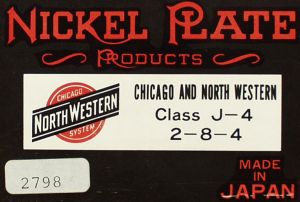 NICKEL PLATE
PRODUCTS
CHICAGO
NORTH WESTERN
SYSTEM
CHICAGO AND NORTH WESTERN
Class J-4
2-8-4
2798
MADE
IN
JAPAN